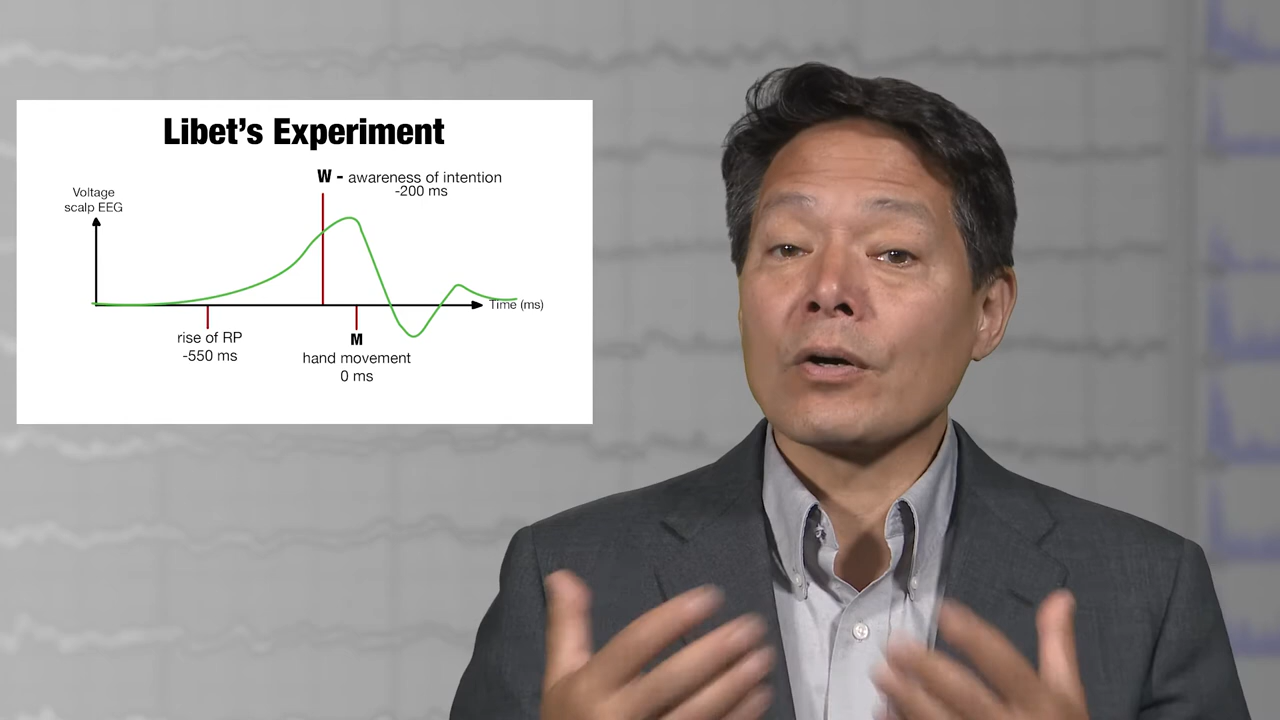 Libet’s Experiment
W - awareness of intention
-200 ms
Voltage
scalp EEG
Time (ms)
rise of RP
-550 ms
M
hand movement
0 ms